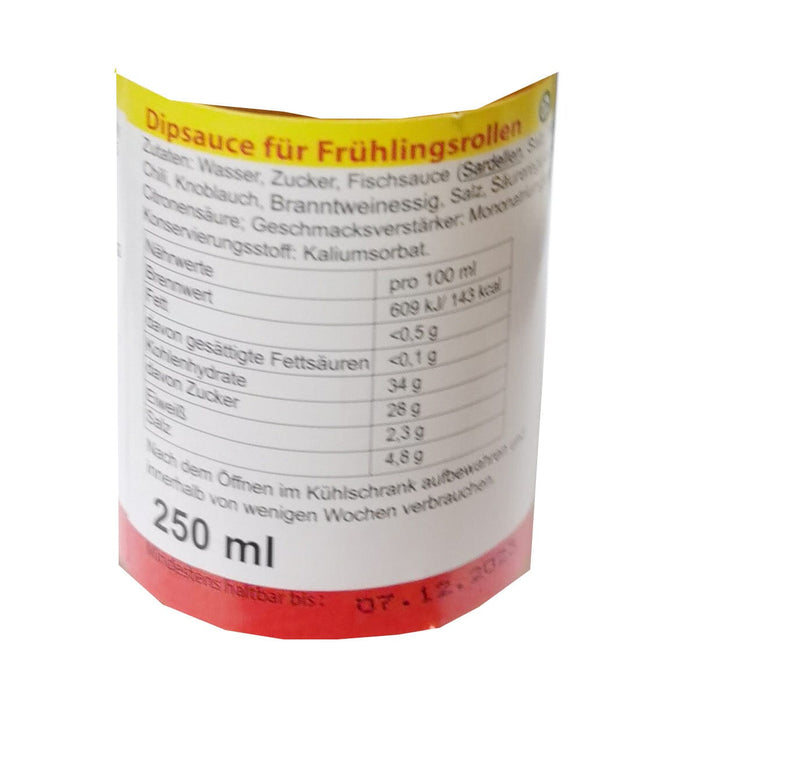 Dipsauce für Frühlingsrollen
Zutaten: Wasser, Zucker, Fischsauce (Sardellen,
Chili, Knoblauch, Branntweinessig, Salz,
Citronensäure; Geschmacksverstärker:
Konservierungsstoff: Kaliumsorbat.
Nährwerte pro 100 ml
Brennwert 609 kJ/ 143 kcal
Fett <0,5 g
davon gesättigte Fettsäuren <0,1 g
Kohlenhydrate 34 g
davon Zucker 28 g
Eiweiß 2,3 g
Salz 4,8 g
Nach dem Öffnen im Kühlschrank aufbewahren und
innerhalb von wenigen Wochen verbrauchen.
250 ml
Mindestens haltbar bis: 07.12.2023